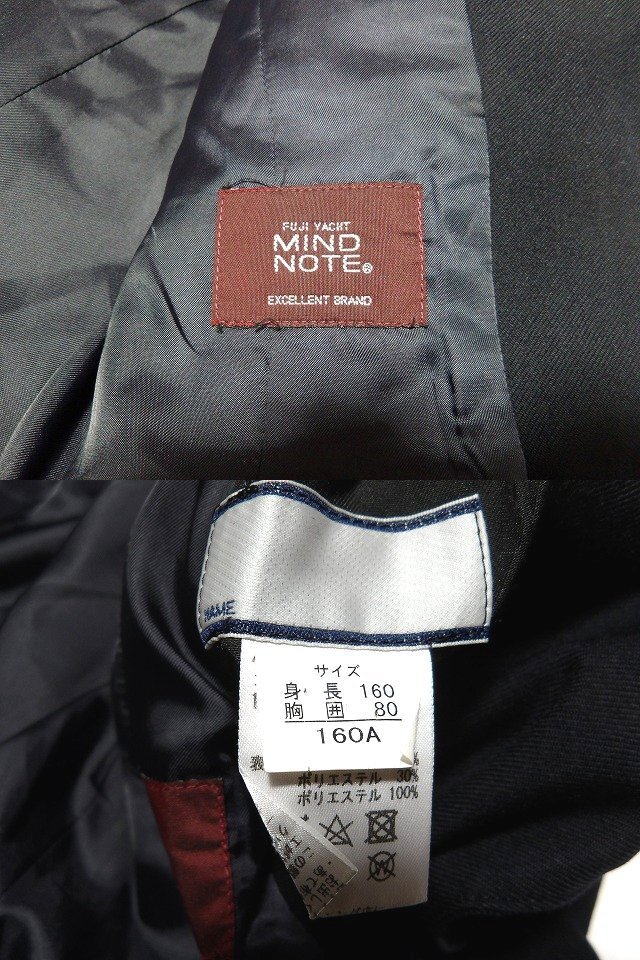 FUJI YACHT
MIND
NOTE®
EXCELLENT BRAND
NAME
サイズ
身長 160
胸囲 80
160A
ポリエステル 30%
ポリエステル 100%